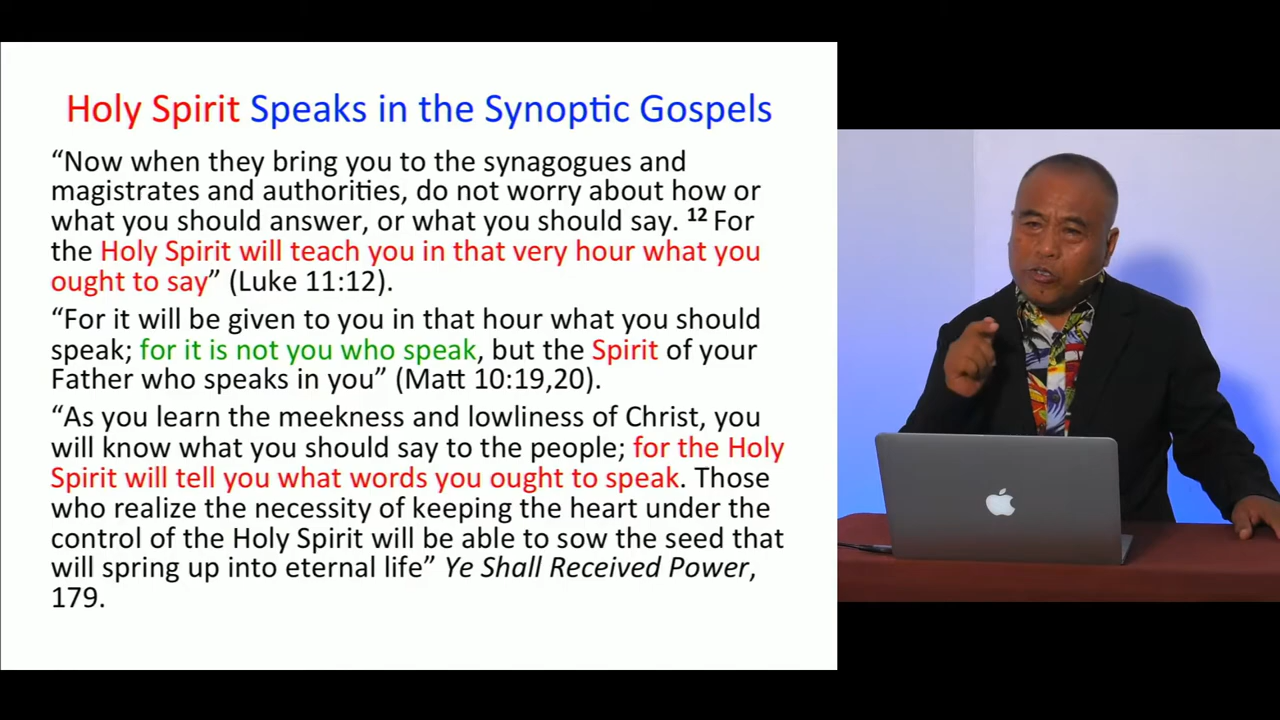 Holy Spirit Speaks in the Synoptic Gospels
“Now when they bring you to the synagogues and
magistrates and authorities, do not worry about how or
what you should answer, or what you should say. 12 For
the Holy Spirit will teach you in that very hour what you
ought to say” (Luke 11:12).
“For it will be given to you in that hour what you should
speak; for it is not you who speak, but the Spirit of your
Father who speaks in you” (Matt 10:19,20).
“As you learn the meekness and lowliness of Christ, you
will know what you should say to the people; for the Holy
Spirit will tell you what words you ought to speak. Those
who realize the necessity of keeping the heart under the
control of the Holy Spirit will be able to sow the seed that
will spring up into eternal life” Ye Shall Received Power,
179.